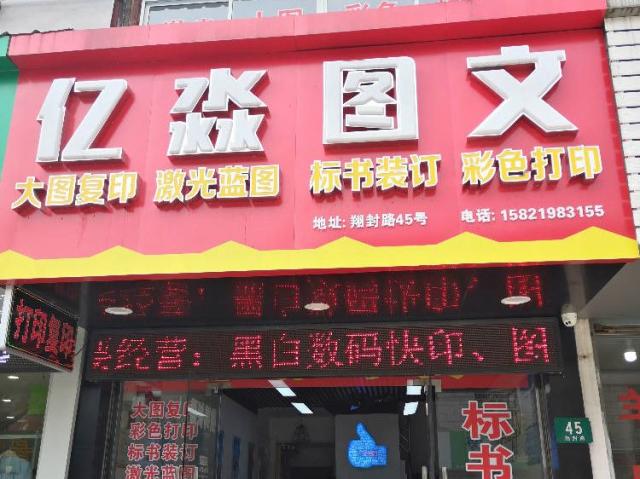 亿淼图文
大图复印 激光蓝图 标书装订 彩色打印
地址: 翔封路45号 电话: 15821983155
打印复印
经营：黑白数码快印、图
大图复印
彩色打印
标书装订
激光蓝图
标书
45